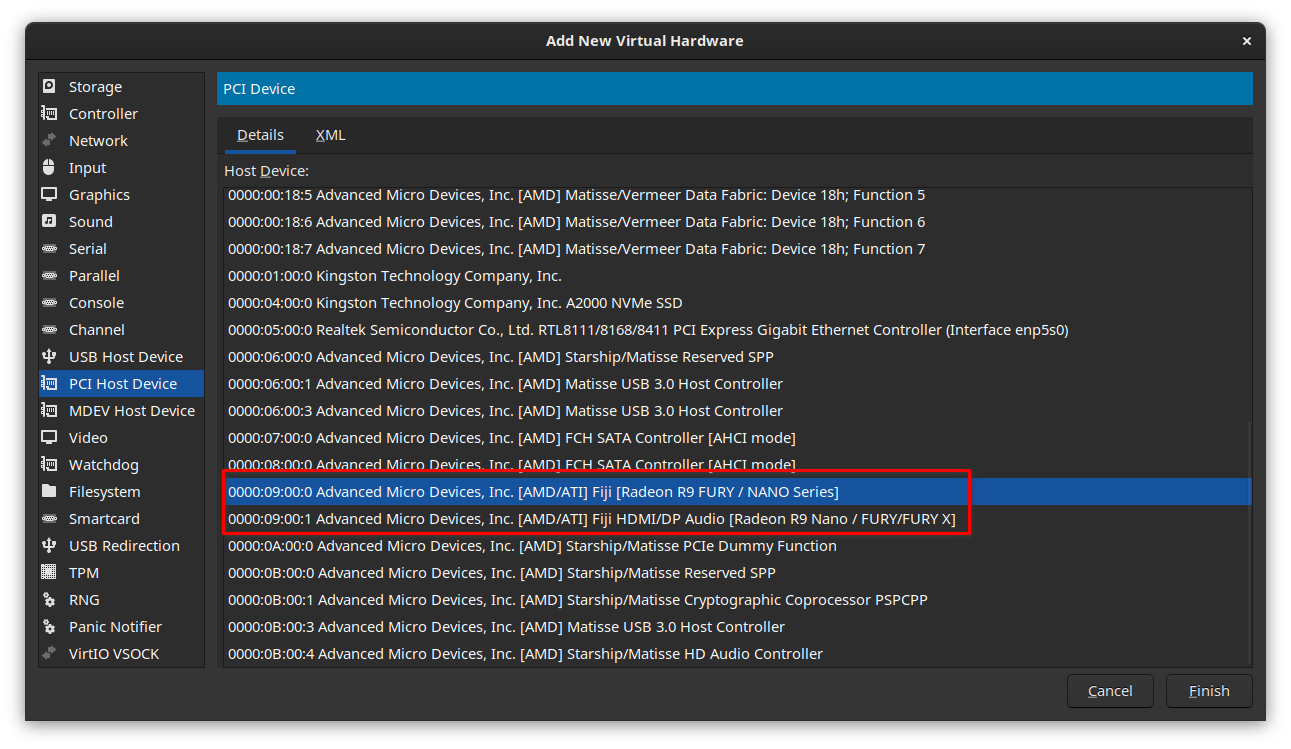 Add New Virtual Hardware
Storage
Controller
Network
Input
Graphics
Sound
Serial
Parallel
Console
Channel
USB Host Device
PCI Host Device
MDEV Host Device
Video
Watchdog
Filesystem
Smartcard
USB Redirection
TPM
RNG
Panic Notifier
VirtIO VSOCK
PCI Device
Details XML
Host Device:
0000:00:18:5 Advanced Micro Devices, Inc. [AMD] Matisse/Vermeer Data Fabric: Device 18h; Function 5
0000:00:18:6 Advanced Micro Devices, Inc. [AMD] Matisse/Vermeer Data Fabric: Device 18h; Function 6
0000:00:18:7 Advanced Micro Devices, Inc. [AMD] Matisse/Vermeer Data Fabric: Device 18h; Function 7
0000:01:00:0 Kingston Technology Company, Inc.
0000:04:00:0 Kingston Technology Company, Inc. A2000 NVMe SSD
0000:05:00:0 Realtek Semiconductor Co., Ltd. RTL8111/8168/8411 PCI Express Gigabit Ethernet Controller (Interface enp5s0)
0000:06:00:0 Advanced Micro Devices, Inc. [AMD] Starship/Matisse Reserved SPP
0000:06:00:1 Advanced Micro Devices, Inc. [AMD] Matisse USB 3.0 Host Controller
0000:06:00:3 Advanced Micro Devices, Inc. [AMD] Matisse USB 3.0 Host Controller
0000:07:00:0 Advanced Micro Devices, Inc. [AMD] FCH SATA Controller [AHCI mode]
0000:08:00:0 Advanced Micro Devices, Inc. [AMD] FCH SATA Controller [AHCI mode]
0000:09:00:0 Advanced Micro Devices, Inc. [AMD/ATI] Fiji [Radeon R9 FURY / NANO Series]
0000:09:00:1 Advanced Micro Devices, Inc. [AMD/ATI] Fiji HDMI/DP Audio [Radeon R9 Nano / FURY/FURY X]
0000:0A:00:0 Advanced Micro Devices, Inc. [AMD] Starship/Matisse PCIe Dummy Function
0000:0B:00:0 Advanced Micro Devices, Inc. [AMD] Starship/Matisse Reserved SPP
0000:0B:00:1 Advanced Micro Devices, Inc. [AMD] Starship/Matisse Cryptographic Coprocessor PSPCPP
0000:0B:00:3 Advanced Micro Devices, Inc. [AMD] Matisse USB 3.0 Host Controller
0000:0B:00:4 Advanced Micro Devices, Inc. [AMD] Starship/Matisse HD Audio Controller
Cancel Finish